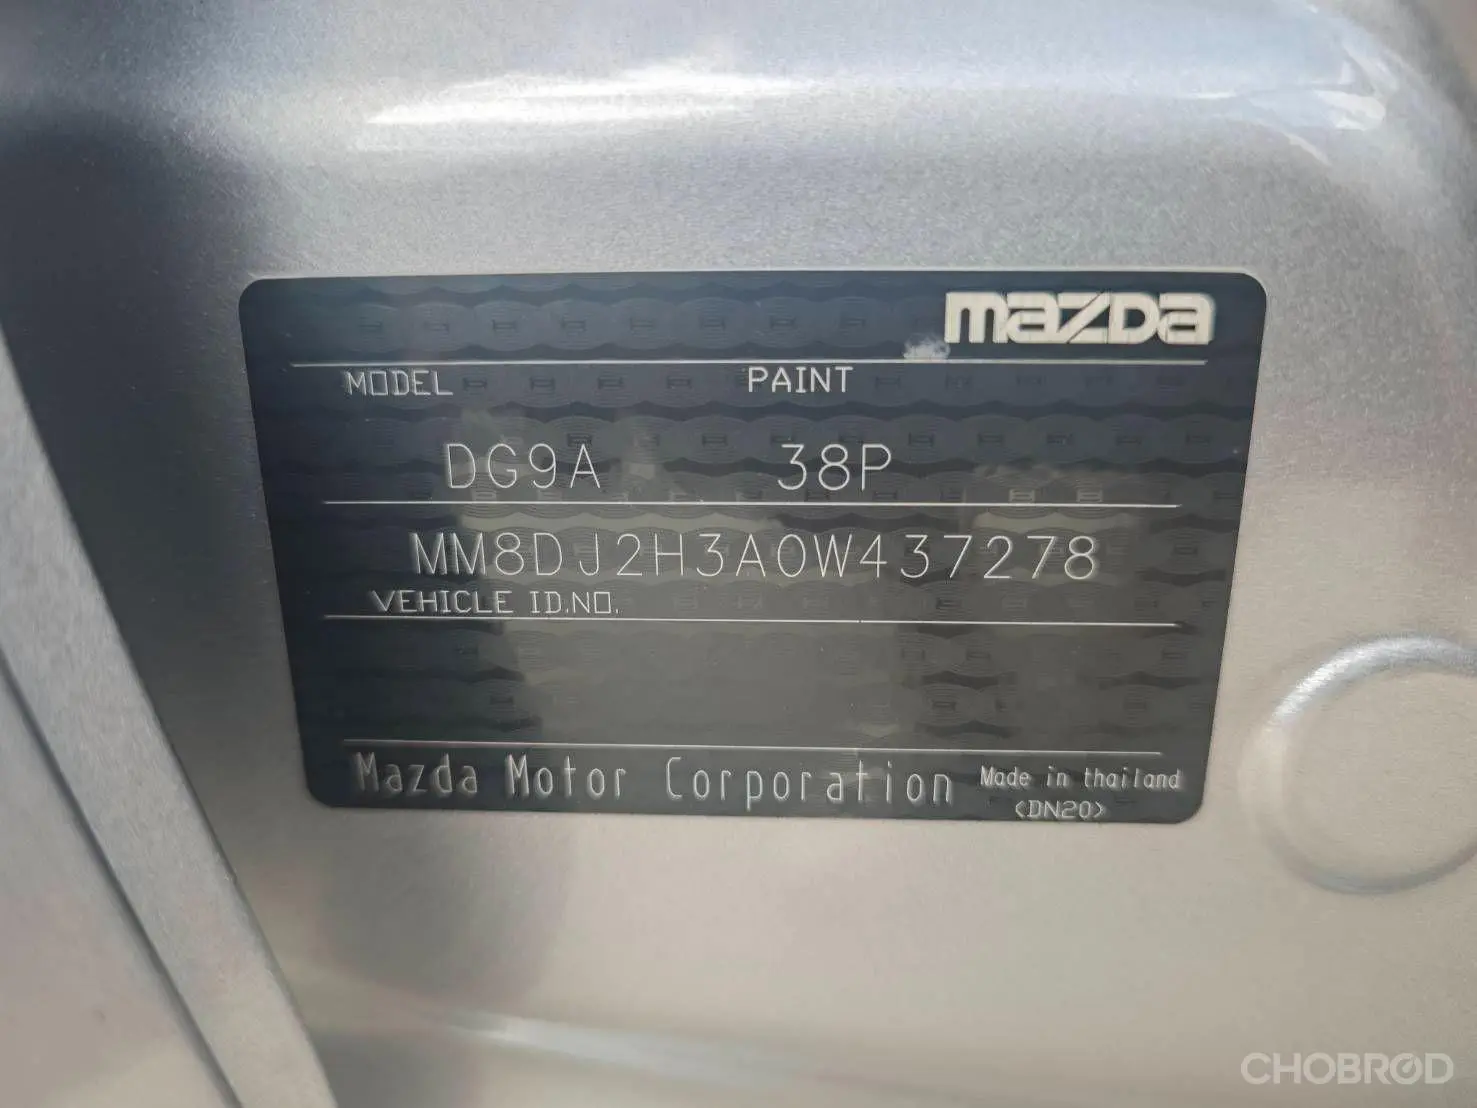 mazda
MODEL PAINT
DG9A 38P
MM8DJ2H3A0W437278
VEHICLE ID.NO.
Mazda Motor Corporation Made in thailand
<DN20>
CHOBROD